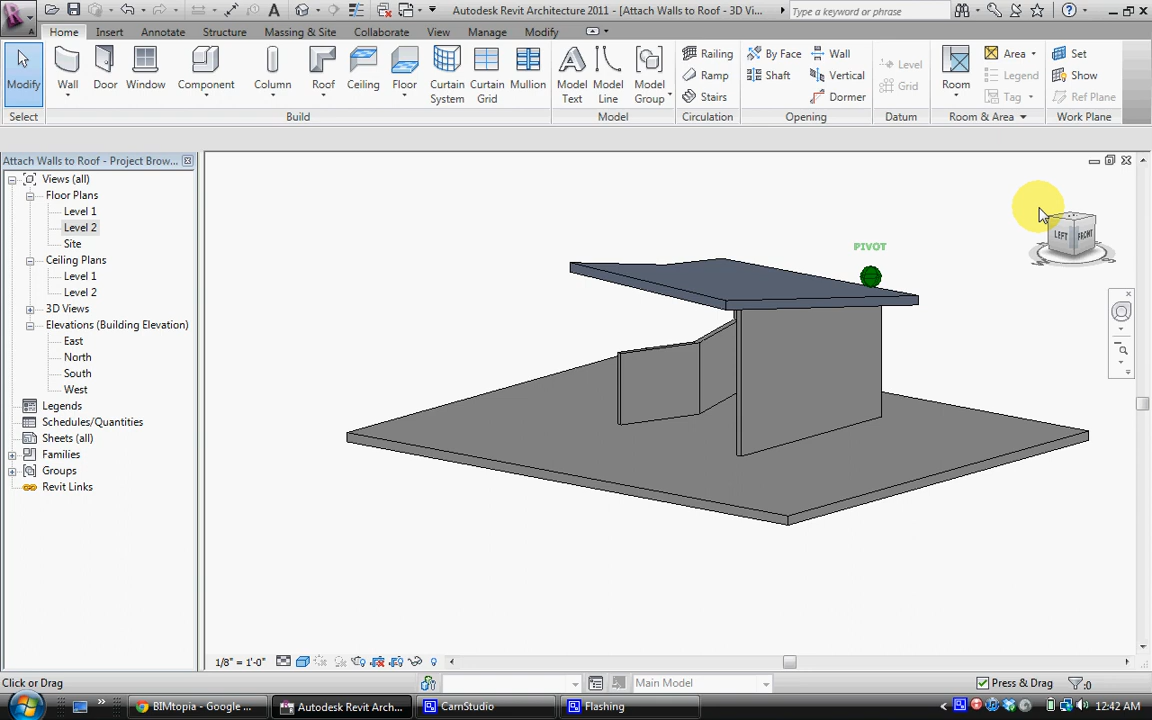 Autodesk Revit Architecture 2011 - [Attach Walls to Roof - 3D Vi...
Type a keyword or phrase
Home Insert Annotate Structure Massing & Site Collaborate View Manage Modify
Modify Wall Door Window Component Column Roof Ceiling Floor Curtain System Curtain Grid Mullion Model Text Model Line Model Group Railing Ramp Stairs By Face Shaft Wall Vertical Dormer Level Grid Room Area Legend Tag Set Show Ref Plane
Select Build Model Circulation Opening Datum Room & Area Work Plane
Attach Walls to Roof - Project Brow...
Views (all)
Floor Plans
Level 1
Level 2
Site
Ceiling Plans
Level 1
Level 2
3D Views
Elevations (Building Elevation)
East
North
South
West
Legends
Schedules/Quantities
Sheets (all)
Families
Groups
Revit Links
PIVOT
LEFT FRONT
1/8" = 1'-0"
Click or Drag
Main Model
Press & Drag
:0
BIMtopia - Google ...
Autodesk Revit Arch...
CamStudio
Flashing
12:42 AM